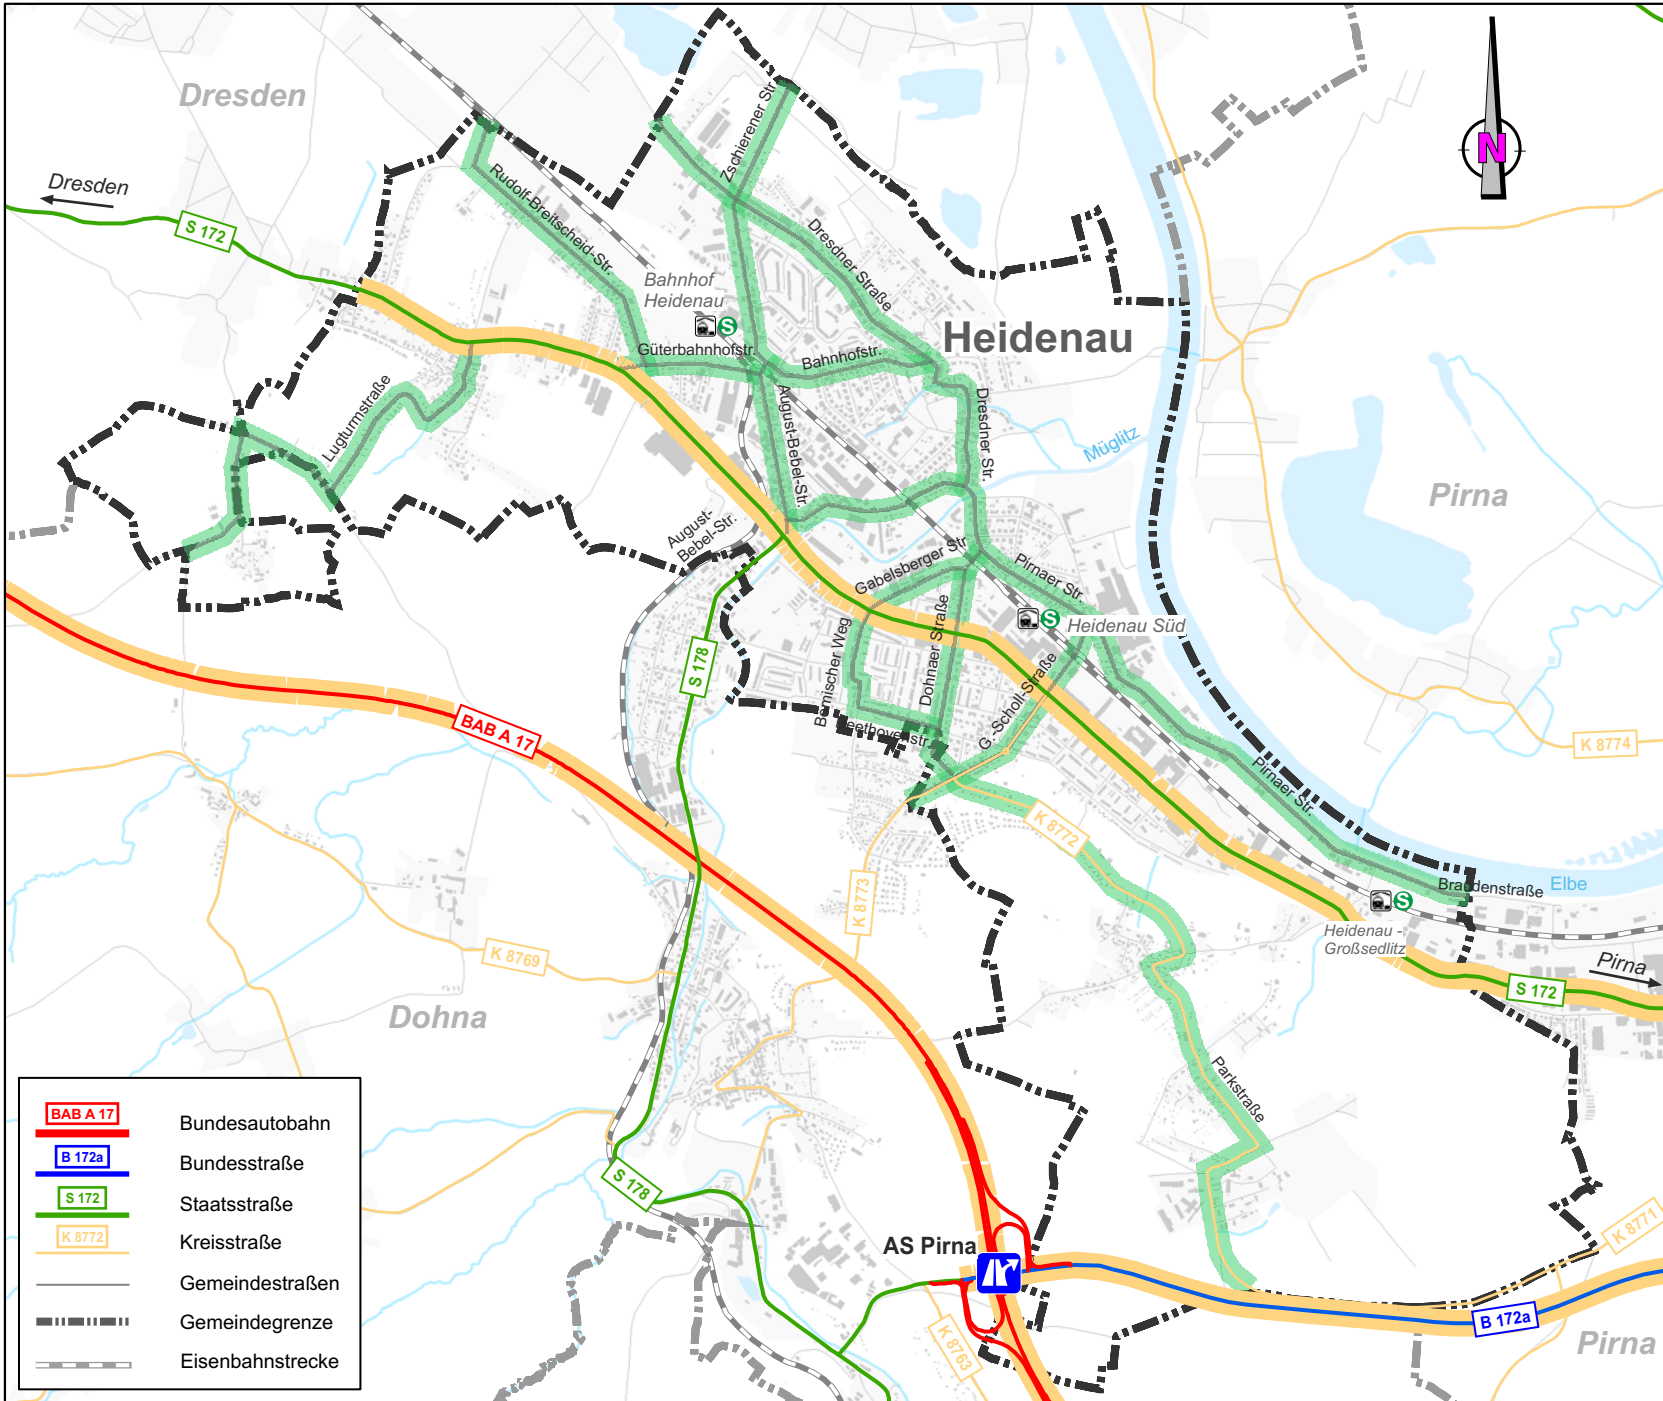 Dresden
N
Dresden
S 172
Zschierener Str.
Rudolf-Breitscheid-Str.
Dresdner Straße
Bahnhof
Heidenau
S
Heidenau
Güterbahnhofstr.
Bahnhofstr.
Lugturmstraße
August-Bebel-Str.
Dresdner Str.
Müglitz
Pirna
August-
Bebel-Str.
Gabelsberger Str.
Pirnaer Str.
S
Heidenau Süd
S 178
Dohnaer Straße
G.-Scholl-Straße
BAB A 17
K 8774
Pirnaer Str.
K 8772
K 8773
Elbe
S
Heidenau -
Großsedlitz
Pirna
K 8769
S 172
Dohna
Parkstraße
S 178
AS Pirna
K 8771
K 8763
B 172a
Pirna
BAB A 17
Bundesautobahn
B 172a
Bundesstraße
S 172
Staatsstraße
K 8772
Kreisstraße
Gemeindestraßen
Gemeindegrenze
Eisenbahnstrecke